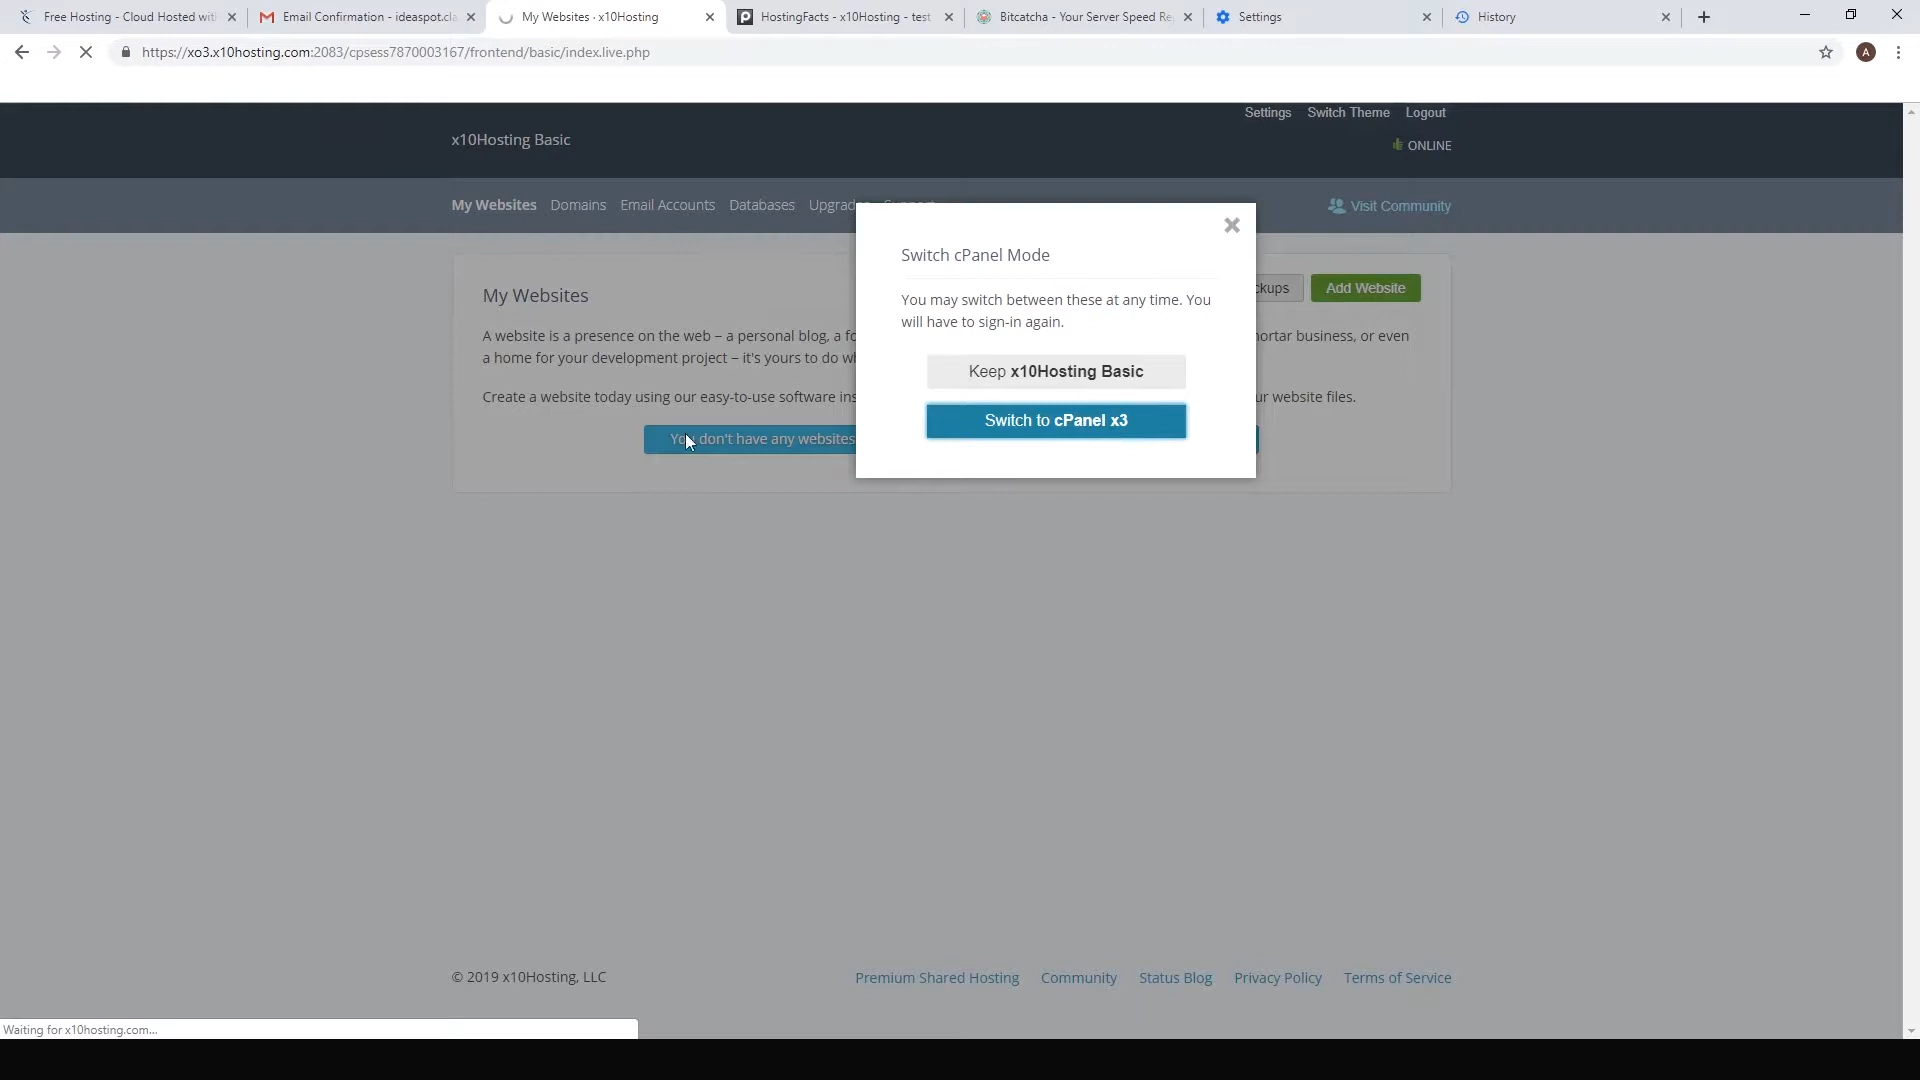 Free Hosting - Cloud Hosted wit
Email Confirmation - ideaspot.cla
My Websites · x10Hosting
HostingFacts - x10Hosting - test
Bitcatcha - Your Server Speed Re
Settings
History
https://xo3.x10hosting.com:2083/cpsess7870003167/frontend/basic/index.live.php
A
Settings Switch Theme Logout
x10Hosting Basic
ONLINE
My Websites Domains Email Accounts Databases Upgrade
Visit Community
Switch cPanel Mode
You may switch between these at any time. You
will have to sign-in again.
Keep x10Hosting Basic
Switch to cPanel x3
My Websites
ckups
Add Website
A website is a presence on the web – a personal blog, a fo
ortar business, or even
a home for your development project – it's yours to do wh
Create a website today using our easy-to-use software ins
ur website files.
You don't have any websites
© 2019 x10Hosting, LLC
Premium Shared Hosting Community Status Blog Privacy Policy Terms of Service
Waiting for x10hosting.com...